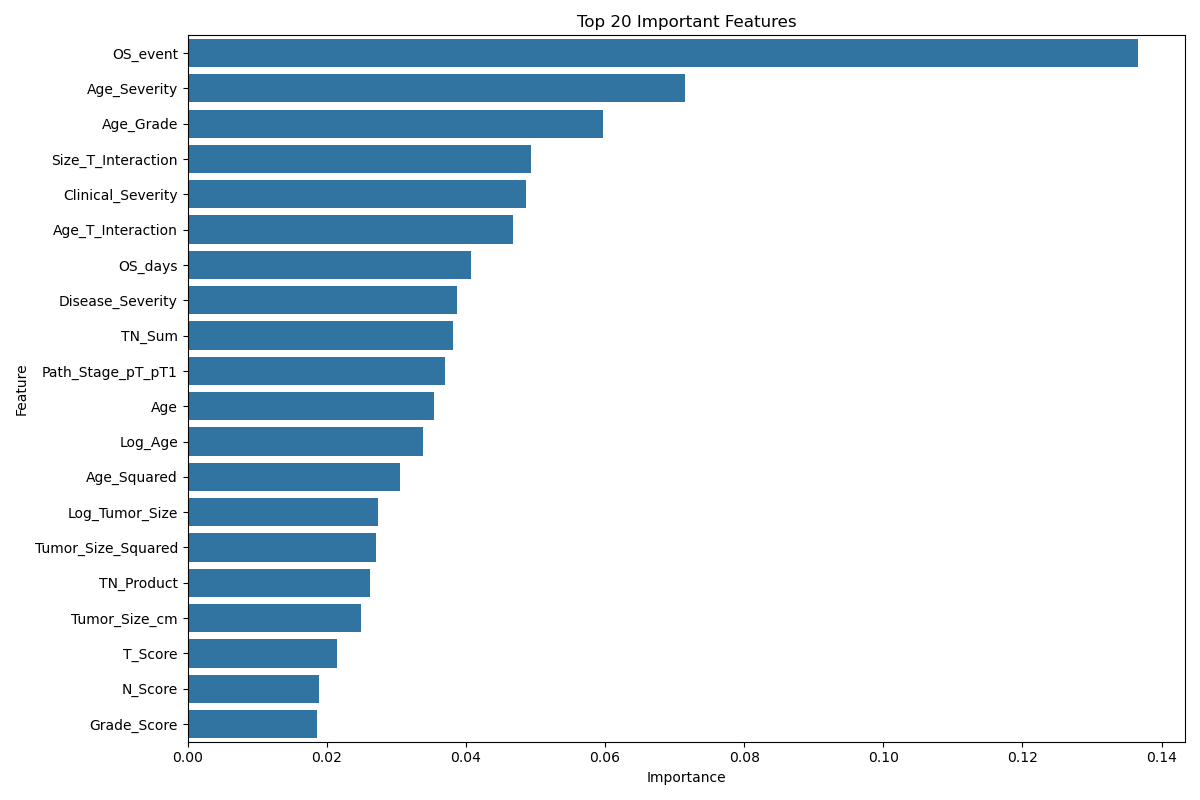 Top 20 Important Features
Feature
OS_event
Age_Severity
Age_Grade
Size_T_Interaction
Clinical_Severity
Age_T_Interaction
OS_days
Disease_Severity
TN_Sum
Path_Stage_pT_pT1
Age
Log_Age
Age_Squared
Log_Tumor_Size
Tumor_Size_Squared
TN_Product
Tumor_Size_cm
T_Score
N_Score
Grade_Score
0.00 0.02 0.04 0.06 0.08 0.10 0.12 0.14
Importance